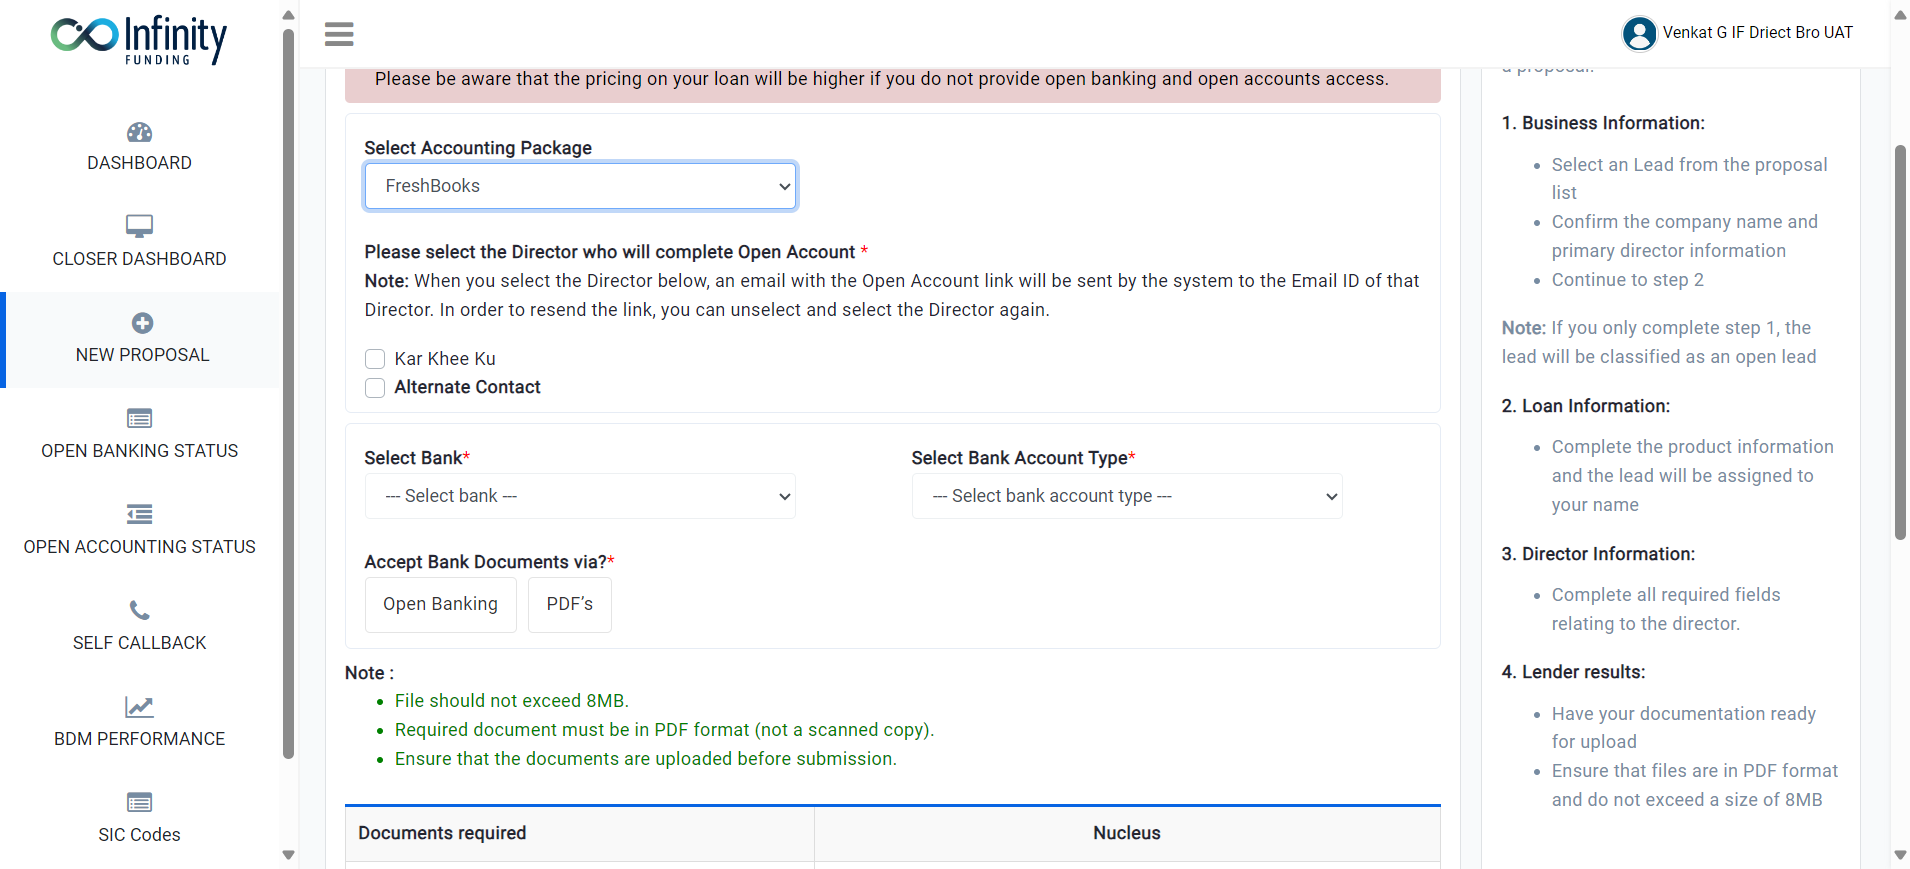 Infinity
FUNDING
DASHBOARD
CLOSER DASHBOARD
NEW PROPOSAL
OPEN BANKING STATUS
OPEN ACCOUNTING STATUS
SELF CALLBACK
BDM PERFORMANCE
SIC Codes
Venkat G IF Driect Bro UAT
Please be aware that the pricing on your loan will be higher if you do not provide open banking and open accounts access.
Select Accounting Package
FreshBooks
Please select the Director who will complete Open Account *
Note: When you select the Director below, an email with the Open Account link will be sent by the system to the Email ID of that
Director. In order to resend the link, you can unselect and select the Director again.
Kar Khee Ku
Alternate Contact
Select Bank*
--- Select bank ---
Select Bank Account Type*
--- Select bank account type ---
Accept Bank Documents via?*
Open Banking
PDF’s
Note :
File should not exceed 8MB.
Required document must be in PDF format (not a scanned copy).
Ensure that the documents are uploaded before submission.
Documents required
Nucleus
a proposal.
1. Business Information:
Select an Lead from the proposal
list
Confirm the company name and
primary director information
Continue to step 2
Note: If you only complete step 1, the
lead will be classified as an open lead
2. Loan Information:
Complete the product information
and the lead will be assigned to
your name
3. Director Information:
Complete all required fields
relating to the director.
4. Lender results:
Have your documentation ready
for upload
Ensure that files are in PDF format
and do not exceed a size of 8MB